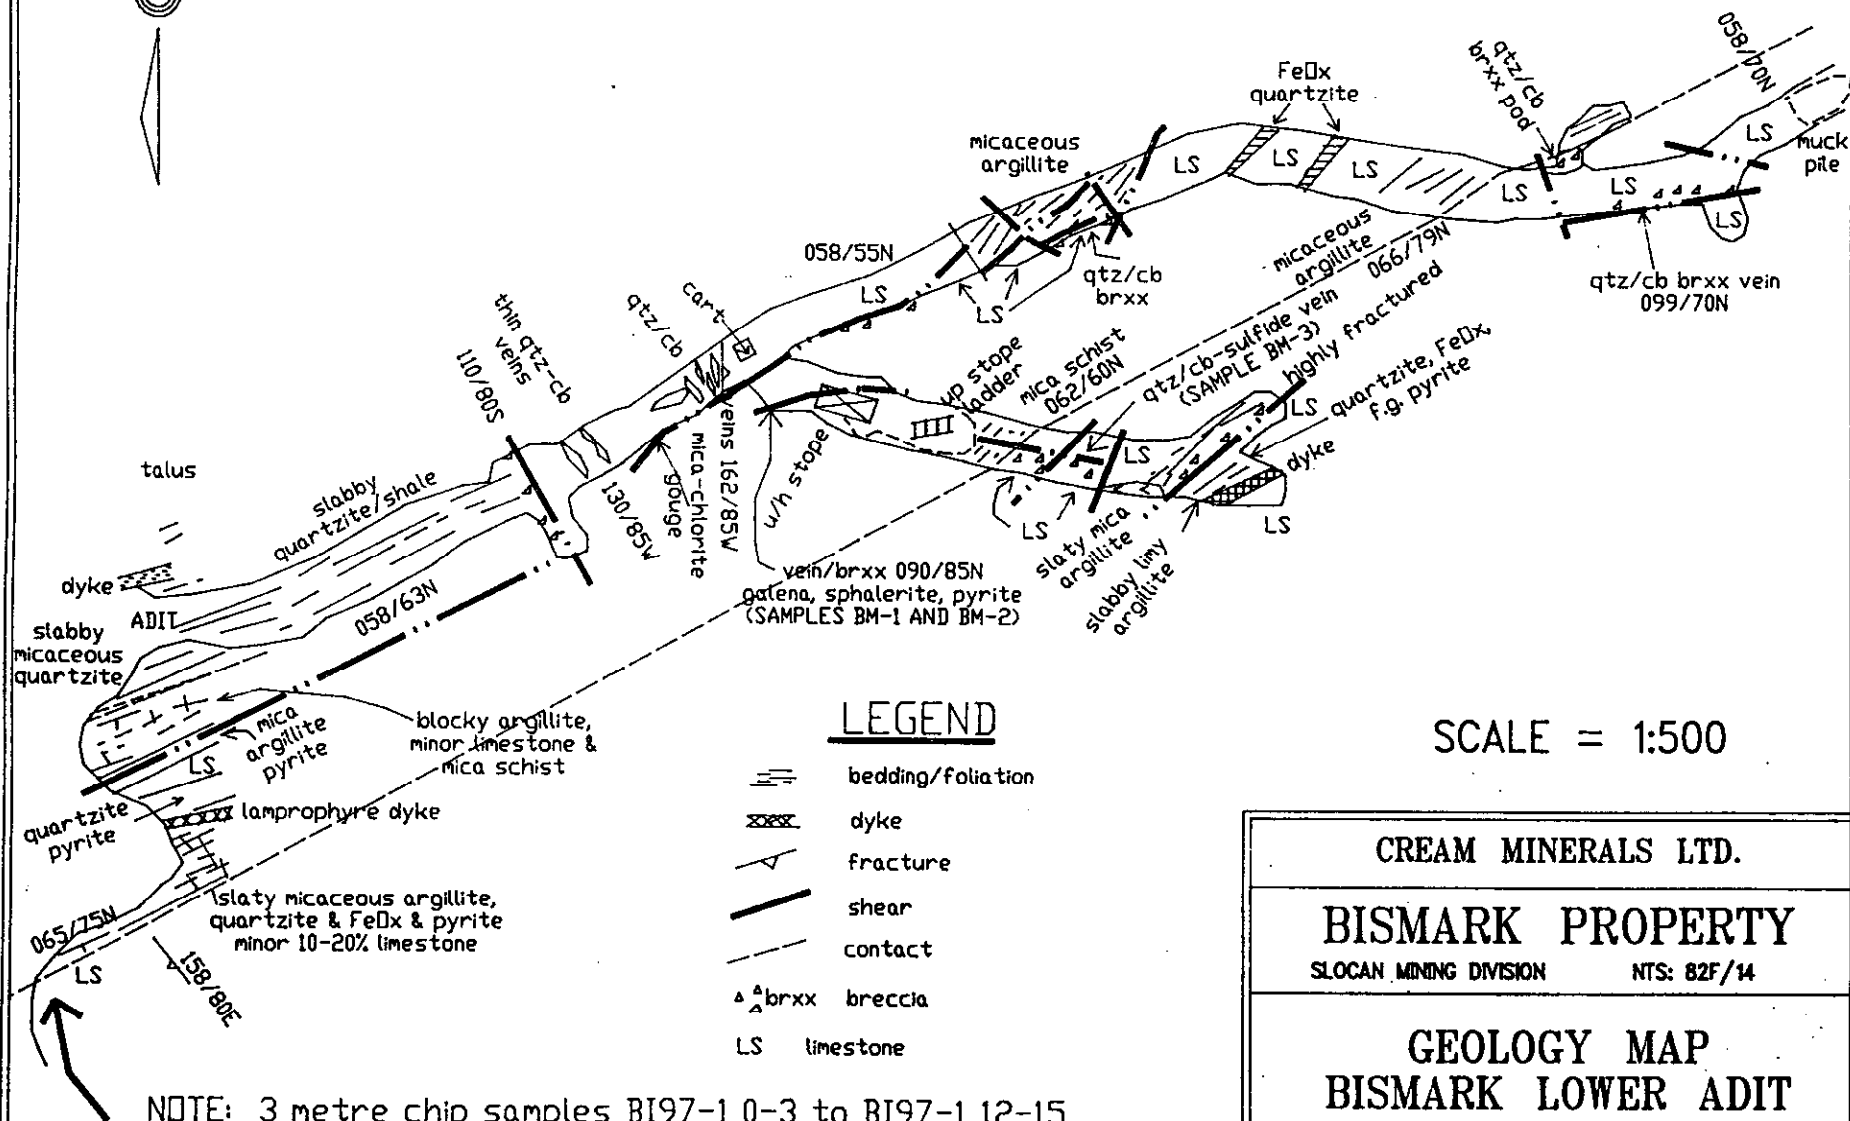 058/70N
qtz/cb
brxx pod
FeOx
quartzite
micaceous
argillite
LS
LS
LS
LS
LS
LS
LS
muck
pile
LS
058/55N
LS
LS
qtz/cb
brxx
micaceous
argillite
066/79N
qtz/cb brxx vein
099/70N
cart
qtz/cb
thin qtz-cb
veins
110/80S
up stope
ladder
mica schist
062/60N
qtz/cb-sulfide vein
(SAMPLE BM-3)
highly fractured
quartzite, FeOx,
f.g. pyrite
LS
LS
dyke
LS
LS
veins 162/85W
mica-chlorite
gouge
130/85W
u/h stope
talus
slabby
quartzite/shale
slaty mica
argillite
slabby limy
argillite
vein/brxx 090/85N
galena, sphalerite, pyrite
(SAMPLES BM-1 AND BM-2)
dyke
ADIT
058/63N
slabby
micaceous
quartzite
blocky argillite,
minor limestone &
mica schist
mica
argillite
pyrite
LS
quartzite
pyrite
lamprophyre dyke
slaty micaceous argillite,
quartzite & FeOx & pyrite
minor 10-20% limestone
065/75N
LS
158/80E
LEGEND
bedding/foliation
dyke
fracture
shear
contact
brxx breccia
LS limestone
SCALE = 1:500
CREAM MINERALS LTD.
BISMARK PROPERTY
SLOCAN MINING DIVISION NTS: 82F/14
GEOLOGY MAP
BISMARK LOWER ADIT
NOTE: 3 metre chip samples BI97-1 0-3 to BI97-1 12-15